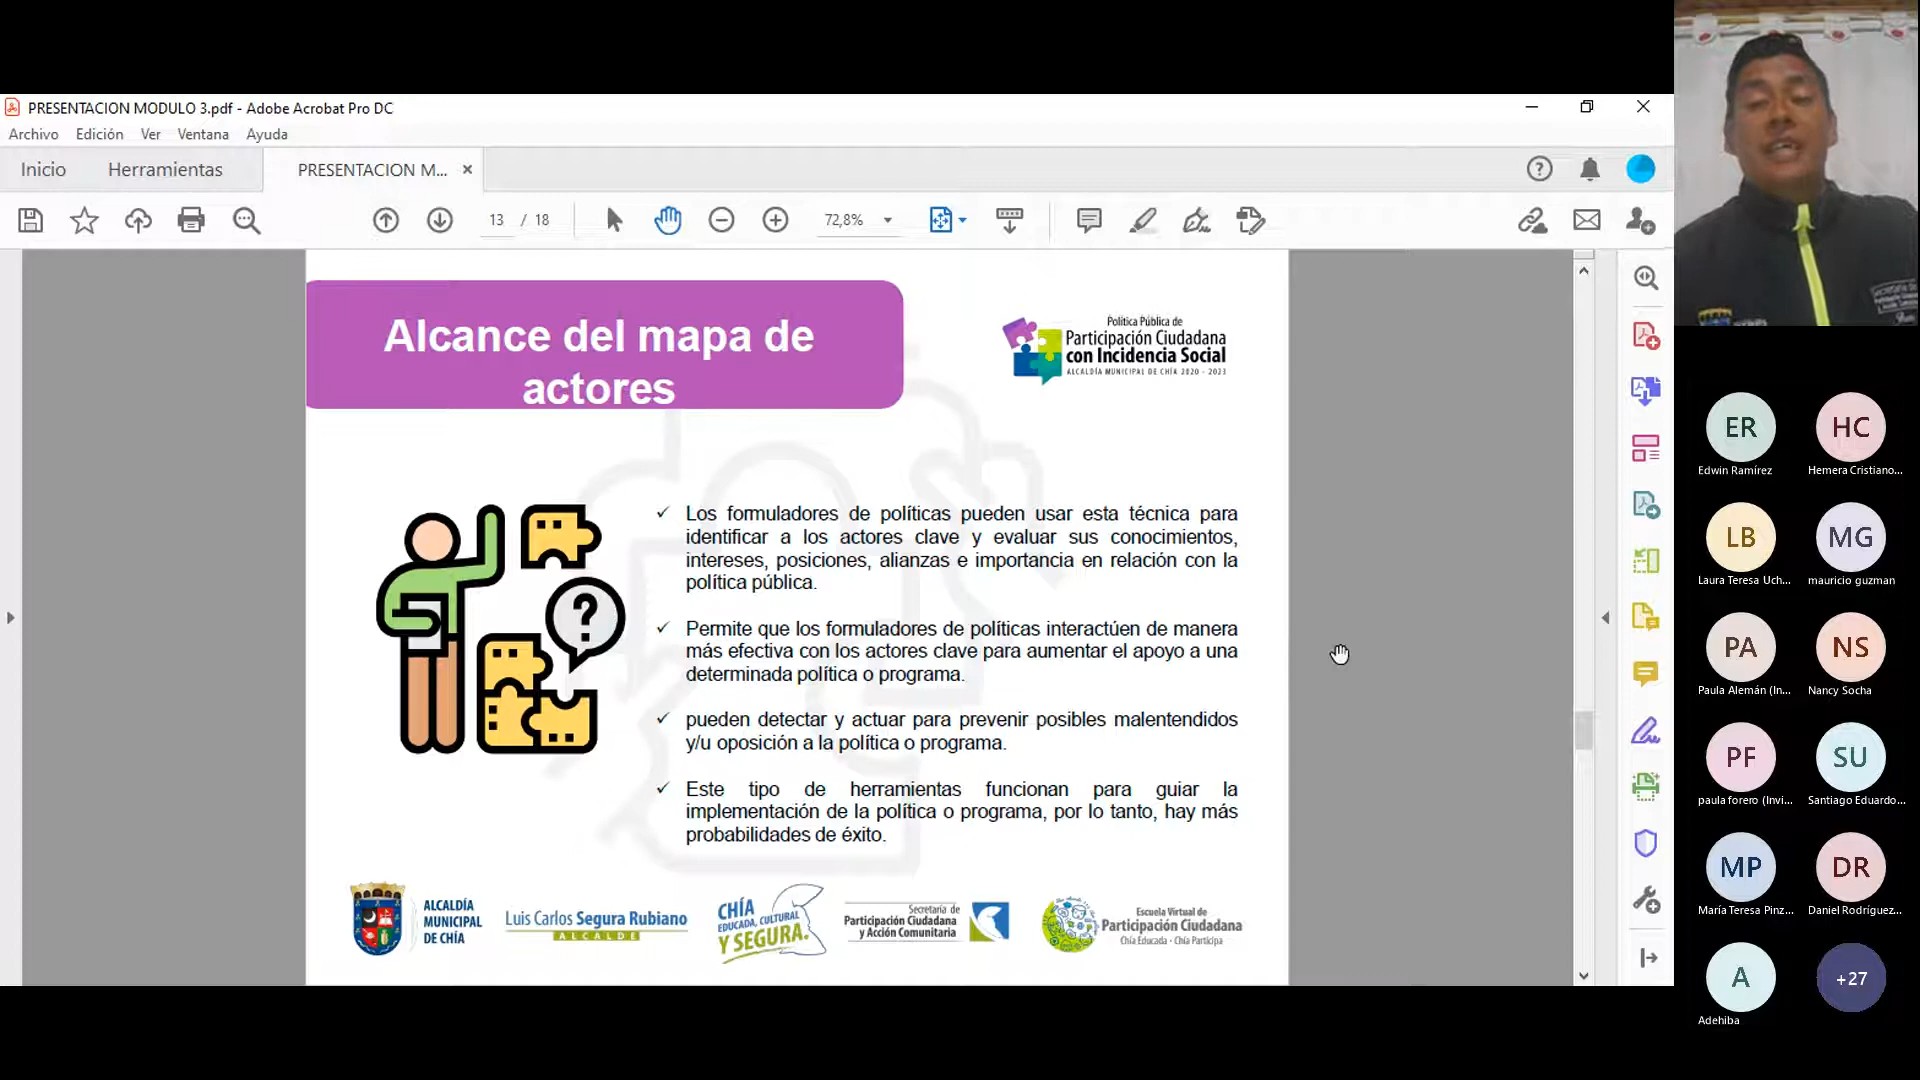 PRESENTACION MODULO 3.pdf - Adobe Acrobat Pro DC
Archivo Edición Ver Ventana Ayuda
Inicio Herramientas PRESENTACION M...
13 / 18 72,8%
Alcance del mapa de
actores
Política Pública de
Participación Ciudadana
con Incidencia Social
ALCALDÍA MUNICIPAL DE CHÍA 2020 - 2023
?
Los formuladores de políticas pueden usar esta técnica para
identificar a los actores clave y evaluar sus conocimientos,
intereses, posiciones, alianzas e importancia en relación con la
política pública.
Permite que los formuladores de políticas interactúen de manera
más efectiva con los actores clave para aumentar el apoyo a una
determinada política o programa.
pueden detectar y actuar para prevenir posibles malentendidos
y/u oposición a la política o programa.
Este tipo de herramientas funcionan para guiar la
implementación de la política o programa, por lo tanto, hay más
probabilidades de éxito.
ALCALDÍA
MUNICIPAL
DE CHÍA
Luis Carlos Segura Rubiano
ALCALDE
CHÍA
EDUCADA, CULTURAL
Y SEGURA.
Secretaría de
Participación Ciudadana
y Acción Comunitaria
Escuela Virtual de
Participación Ciudadana
Chía Educada - Chía Participa
ER HC
Edwin Ramírez Hemera Cristiano...
LB MG
Laura Teresa Uch... mauricio guzman
PA NS
Paula Alemán (In... Nancy Socha
PF SU
paula forero (Invi... Santiago Eduardo...
MP DR
María Teresa Pinz... Daniel Rodríguez...
A +27
Adehiba